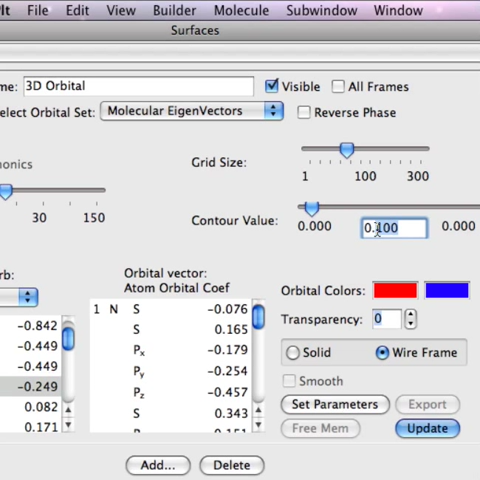 It File Edit View Builder Molecule Subwindow Window
Surfaces
me: 3D Orbital Visible All Frames
elect Orbital Set: Molecular EigenVectors Reverse Phase
monics Grid Size:
1 100 300
30 150 Contour Value: 0.000 0.100 0.000
rb: Orbital vector:
Atom Orbital Coef
Orbital Colors:
Transparency: 0
Solid Wire Frame
Smooth
Set Parameters Export
Free Mem Update
-0.842
-0.449
-0.449
-0.249
0.082
0.171
1 N S -0.076
S 0.165
Px -0.179
Py -0.254
Pz -0.457
S 0.343
Add... Delete